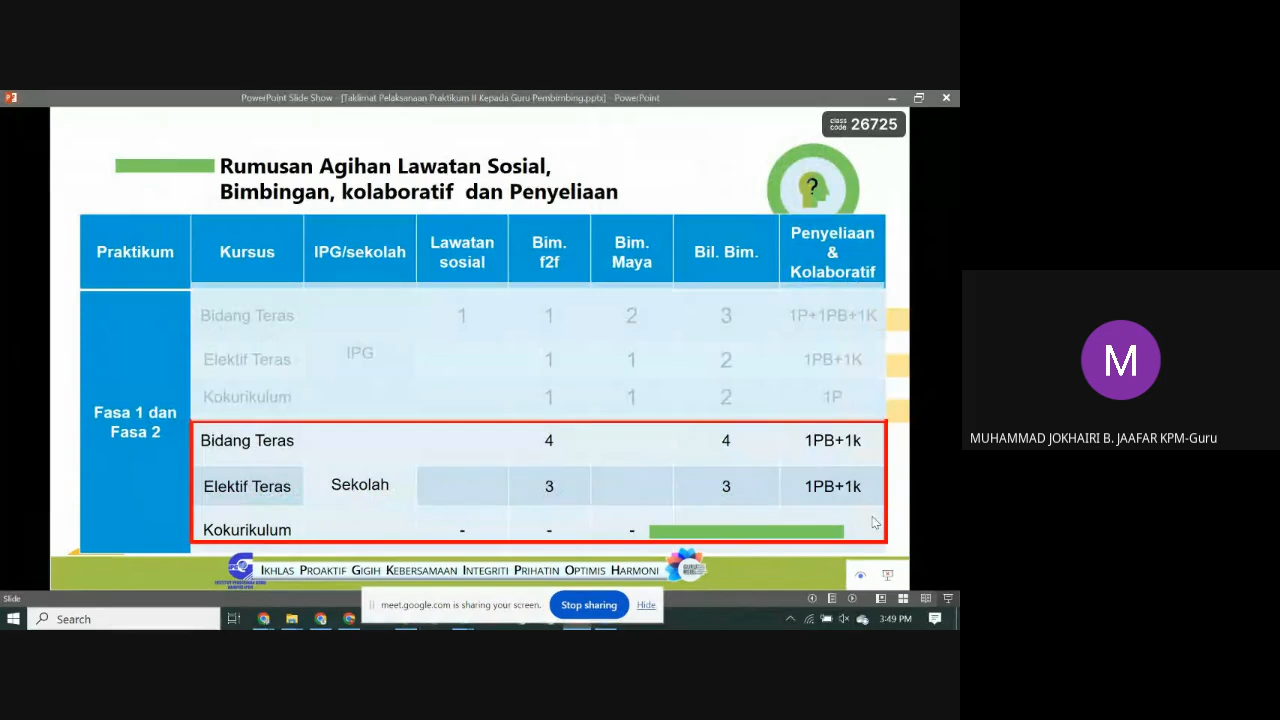 PowerPoint Slide Show - [Taklimat Pelaksanaan Praktikum II Kepada Guru Pembimbing.pptx] - PowerPoint
class code 26725
Rumusan Agihan Lawatan Sosial,
Bimbingan, kolaboratif dan Penyeliaan
?
Praktikum Kursus IPG/sekolah Lawatan sosial Bim. f2f Bim. Maya Bil. Bim. Penyeliaan & Kolaboratif
Fasa 1 dan Fasa 2
Bidang Teras 1 1 2 3 1P+1PB+1K
IPG
Elektif Teras 1 1 2 1PB+1K
Kokurikulum 1 1 2 1P
Bidang Teras 4 4 1PB+1k
Sekolah
Elektif Teras 3 3 1PB+1k
Kokurikulum - - -
IKHLAS PROAKTIF GIGIH KEBERSAMAAN INTEGRITI PRIHATIN OPTIMIS HARMONI
Slide
meet.google.com is sharing your screen. Stop sharing Hide
Search
3:49 PM
M
MUHAMMAD JOKHAIRI B. JAAFAR KPM-Guru